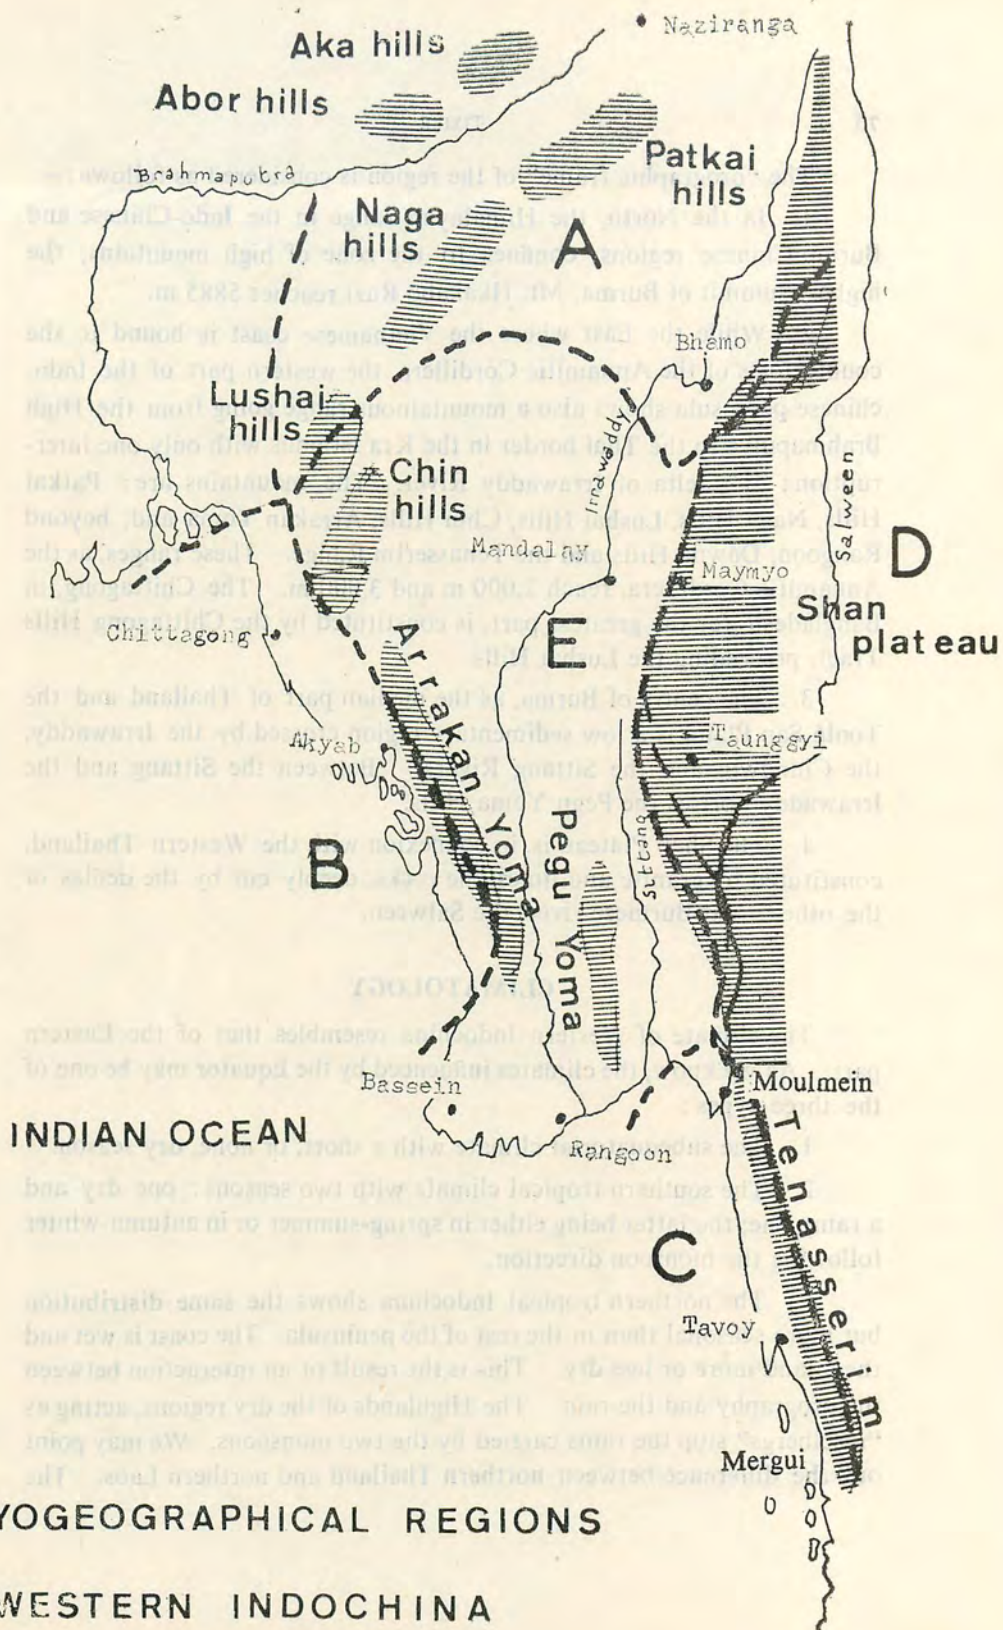 Naziranga
Aka hills
Abor hills
Patkai
hills
Brahmaputra
Naga
hills
A
Bhamo
Lushai
hills
Irrawaddy
Chin
hills
Salween
D
Mandalay
Maymyo
Shan
plateau
Chittagong
E
Arrakan Yoma
Taunggyi
Akyab
Pegu Yoma
Sittang
B
Bassein
Moulmein
INDIAN OCEAN
Rangoon
Tenasserim
C
Tavoy
Mergui
YOGEOGRAPHICAL REGIONS
WESTERN INDOCHINA